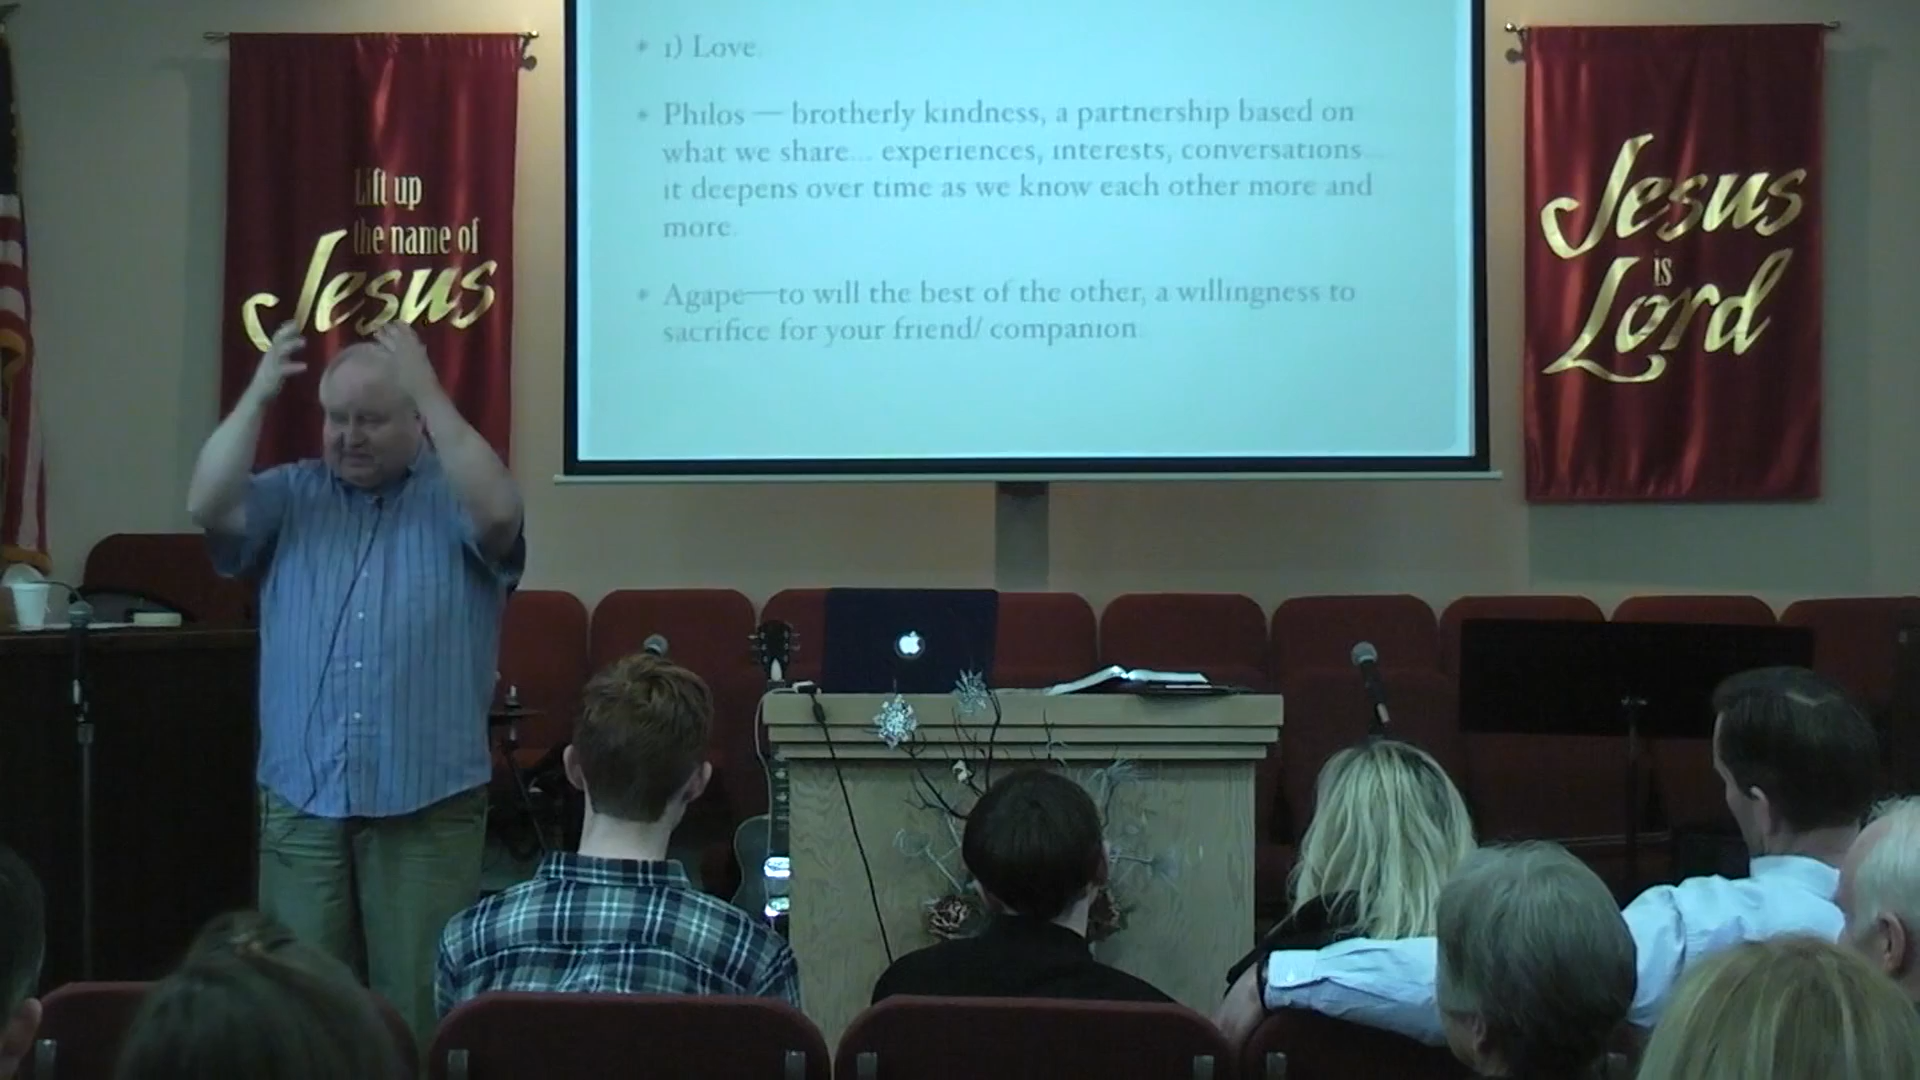 Lift up
the name of
Jesus
1) Love.
Philos — brotherly kindness, a partnership based on
what we share... experiences, interests, conversations...
it deepens over time as we know each other more and
more.
Agape—to will the best of the other, a willingness to
sacrifice for your friend/ companion.
Jesus
is
Lord